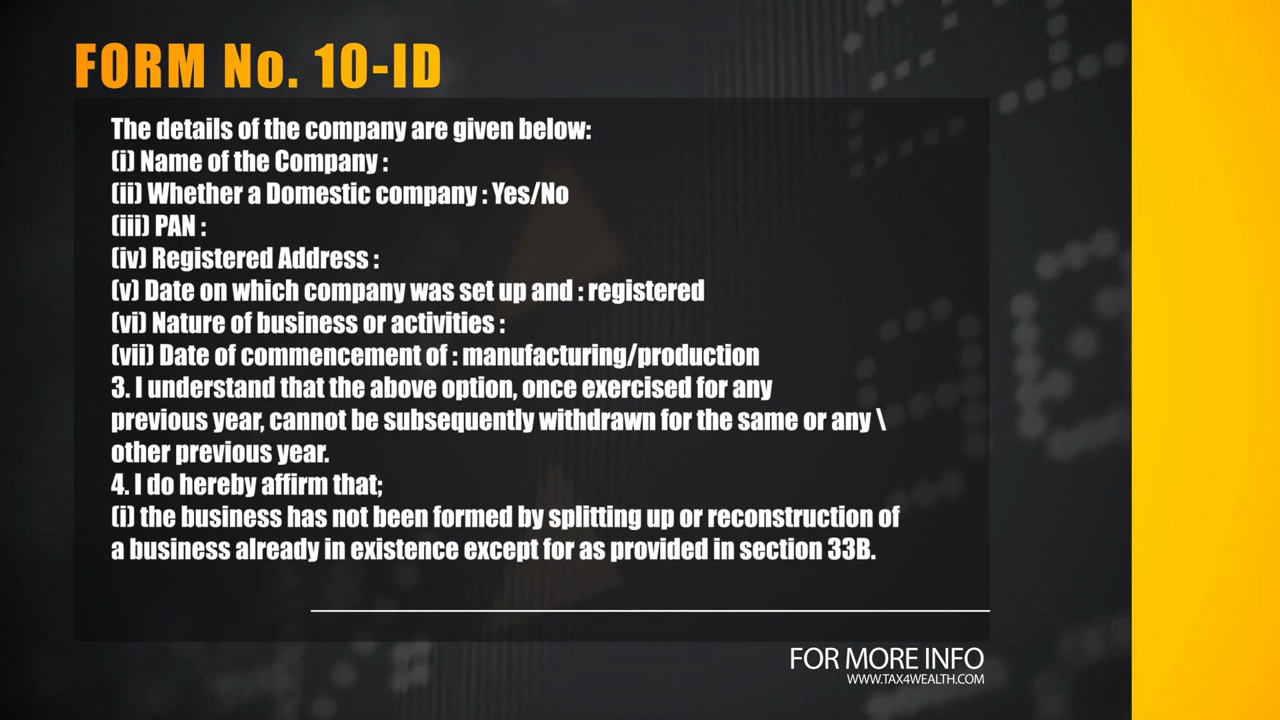 FORM No. 10-ID
The details of the company are given below:
(i) Name of the Company :
(ii) Whether a Domestic company : Yes/No
(iii) PAN :
(iv) Registered Address :
(v) Date on which company was set up and : registered
(vi) Nature of business or activities :
(vii) Date of commencement of : manufacturing/production
3. I understand that the above option, once exercised for any
previous year, cannot be subsequently withdrawn for the same or any \
other previous year.
4. I do hereby affirm that;
(i) the business has not been formed by splitting up or reconstruction of
a business already in existence except for as provided in section 33B.
FOR MORE INFO
WWW.TAX4WEALTH.COM